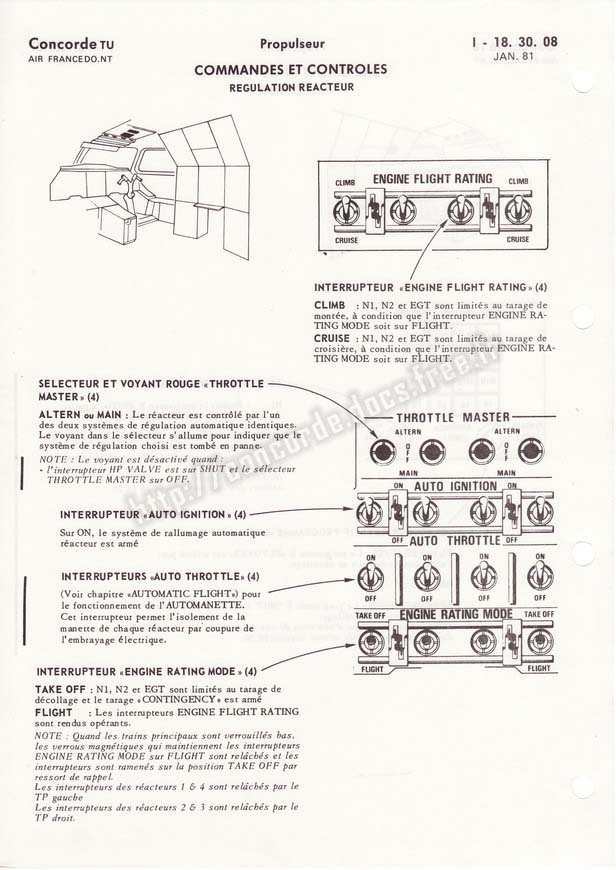 Concorde TU
AIR FRANCE DO.NT
Propulseur
I - 18. 30. 08
JAN. 81
COMMANDES ET CONTROLES
REGULATION REACTEUR
ENGINE FLIGHT RATING
CLIMB
CLIMB
CRUISE
CRUISE
INTERRUPTEUR «ENGINE FLIGHT RATING» (4)
CLIMB : N1, N2 et EGT sont limités au tarage de
montée, à condition que l'interrupteur ENGINE RA-
TING MODE soit sur FLIGHT.
CRUISE : N1, N2 et EGT sont limités au tarage de
croisière, à condition que l'interrupteur ENGINE RA-
TING MODE soit sur FLIGHT.
SELECTEUR ET VOYANT ROUGE «THROTTLE
MASTER» (4)
ALTERN ou MAIN : Le réacteur est contrôlé par l'un
des deux systèmes de régulation automatique identiques.
Le voyant dans le sélecteur s'allume pour indiquer que le
système de régulation choisi est tombé en panne.
NOTE : Le voyant est désactivé quand :
- l'interrupteur HP VALVE est sur SHUT et le sélecteur
THROTTLE MASTER sur OFF.
INTERRUPTEUR «AUTO IGNITION» (4)
Sur ON, le système de rallumage automatique
réacteur est armé
INTERRUPTEURS «AUTO THROTTLE» (4)
(Voir chapitre «AUTOMATIC FLIGHT») pour
le fonctionnement de l'AUTOMANETTE.
Cet interrupteur permet l'isolement de la
manette de chaque réacteur par coupure de
l'embrayage électrique.
INTERRUPTEUR «ENGINE RATING MODE» (4)
TAKE OFF : N1, N2 et EGT sont limités au tarage de
décollage et le tarage «CONTINGENCY» est armé
FLIGHT : Les interrupteurs ENGINE FLIGHT RATING
sont rendus opérants.
NOTE : Quand les trains principaux sont verrouillés bas,
les verrous magnétiques qui maintiennent les interrupteurs
ENGINE RATING MODE sur FLIGHT sont relâchés et les
interrupteurs sont ramenés sur la position TAKE OFF par
ressort de rappel.
Les interrupteurs des réacteurs 1 & 4 sont relâchés par le
TP gauche
Les interrupteurs des réacteurs 2 & 3 sont relâchés par le
TP droit.
THROTTLE MASTER
ALTERN
ALTERN
MAIN
MAIN
ON
AUTO IGNITION
ON
OFF
AUTO THROTTLE
OFF
ON
ON
ON
ON
OFF
OFF
OFF
OFF
TAKE OFF
ENGINE RATING MODE
TAKE OFF
FLIGHT
FLIGHT
http://concorde.docs.free.fr